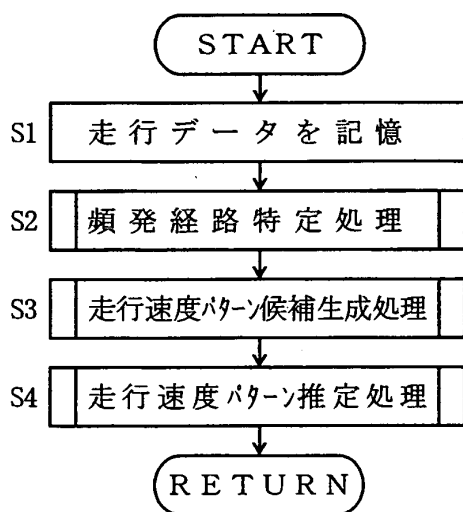 START
S1 走行データを記憶
S2 頻発経路特定処理
S3 走行速度パターン候補生成処理
S4 走行速度パターン推定処理
RETURN